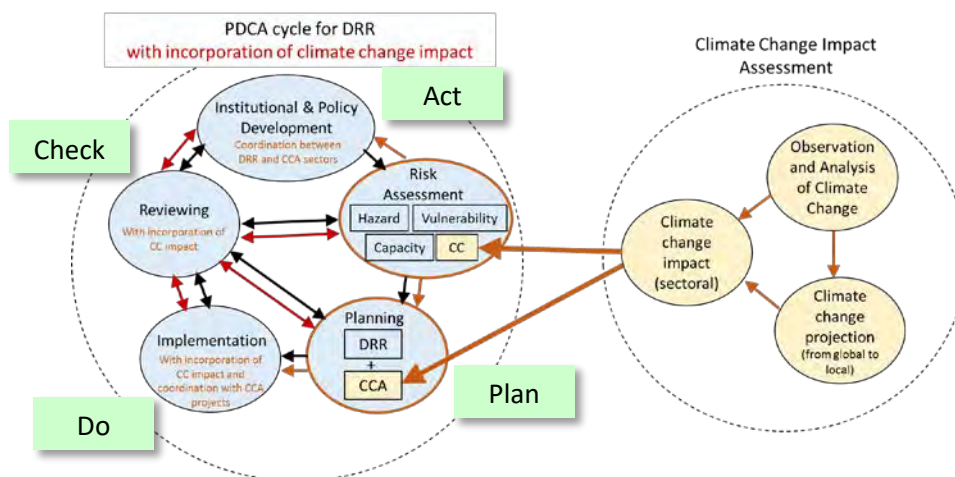 PDCA cycle for DRR
with incorporation of climate change impact
Act
Check
Institutional & Policy
Development
Coordination between
DRR and CCA sectors
Risk
Assessment
Hazard
Vulnerability
Capacity
CC
Reviewing
With incorporation of
CC impact
Planning
DRR
+
CCA
Implementation
With incorporation of
CC impact and
coordination with CCA
projects
Do
Plan
Climate Change Impact
Assessment
Observation
and Analysis
of Climate
Change
Climate
change
impact
(sectoral)
Climate
change
projection
(from global to
local)